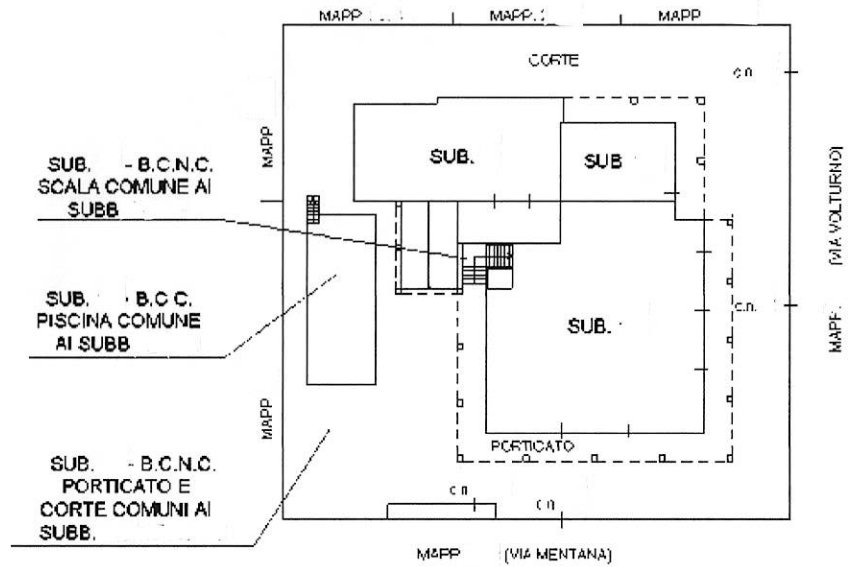 MAPP
MAPP.
MAPP
CORTE
c.n.
MAPP
SUB. - B.C.N.C.
SCALA COMUNE AI
SUBB
SUB.
SUB
(VIA VOLTURNO)
MAPP.
SUB. - B.C C.
PISCINA COMUNE
AI SUBB
c.n.
SUB.
MAPP
PORTICATO
SUB. - B.C.N.C.
PORTICATO E
CORTE COMUNI AI
SUBB.
c.n
c.n
MAPP (VIA MENTANA)